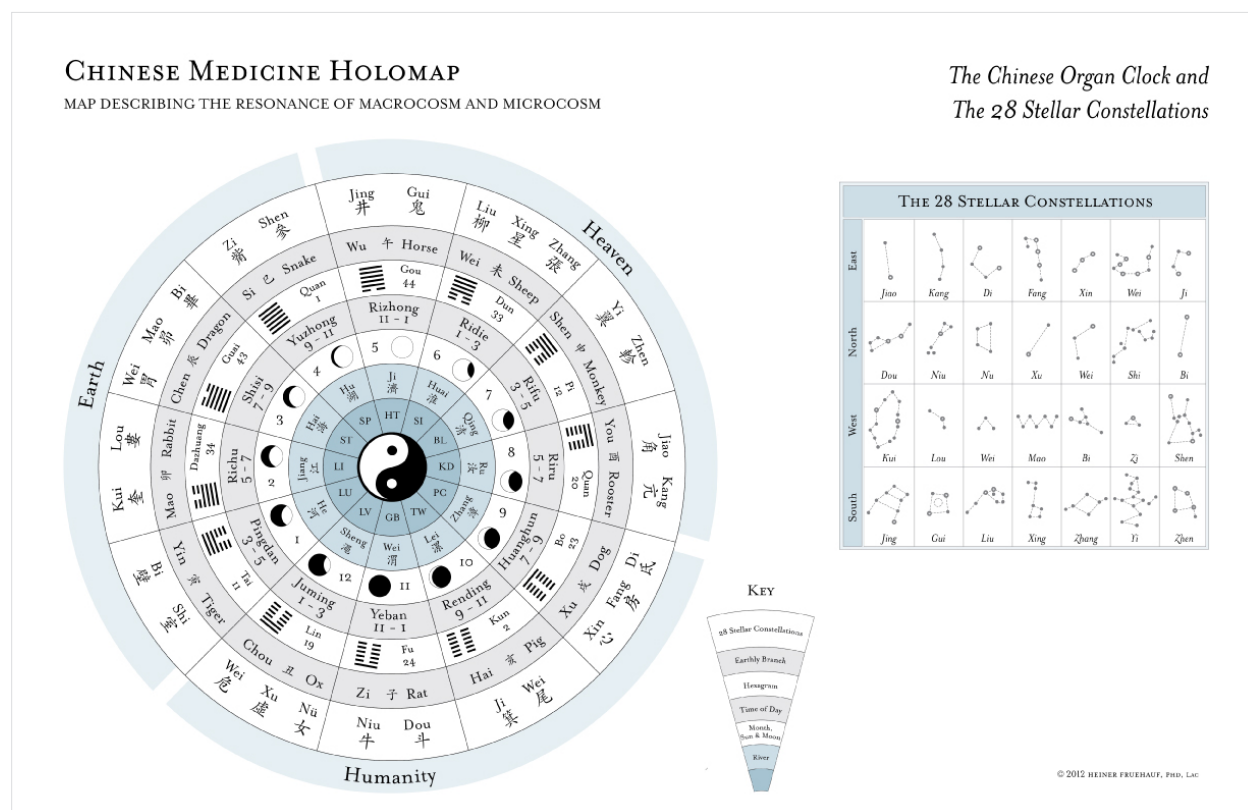 CHINESE MEDICINE HOLOMAP
MAP DESCRIBING THE RESONANCE OF MACROCOSM AND MICROCOSM
The Chinese Organ Clock and
The 28 Stellar Constellations
Heaven
Earth
Humanity
Jing 井 Gui 鬼
Liu 柳 Xing 星 Zhang 張
Yi 翼 Zhen 軫
Jiao 角 Kang 亢
Di 氐 Fang 房 Xin 心
Wei 尾 Ji 箕
Dou 斗 Niu 牛
Nü 女 Xu 虛 Wei 危
Shi 室 Bi 壁
Kui 奎 Lou 婁
Wei 胃 Mao 昴 Bi 畢
Zi 觜 Shen 參
Wu 午 Horse
Wei 未 Sheep
Shen 申 Monkey
You 酉 Rooster
Xu 戌 Dog
Hai 亥 Pig
Zi 子 Rat
Chou 丑 Ox
Yin 寅 Tiger
Mao 卯 Rabbit
Chen 辰 Dragon
Si 巳 Snake
Gou 44
Dun 33
Pi 12
Quan 20
Bo 23
Kun 2
Fu 24
Lin 19
Tai 11
Dazhuang 34
Guai 43
Quan 1
Rizhong 11 - 1
Ridie 1 - 3
Rifu 3 - 5
Riru 5 - 7
Huanghun 7 - 9
Rending 9 - 11
Yeban 11 - 1
Juming 1 - 3
Pingdan 3 - 5
Richu 5 - 7
Shisi 7 - 9
Yuzhong 9 - 11
5
6
7
8
9
10
11
12
1
2
3
4
Ji 濟
Huai 淮
Qing 清
Ru 汝
Zhang 漳
Lei 漯
Wei 渭
Sheng 澠
He 河
Jiang 江
Hai 海
Hu 湖
HT
SI
BL
KD
PC
TW
GB
LV
LU
LI
ST
SP
THE 28 STELLAR CONSTELLATIONS
East
Jiao Kang Di Fang Xin Wei Ji
North
Dou Niu Nu Xu Wei Shi Bi
West
Kui Lou Wei Mao Bi Zi Shen
South
Jing Gui Liu Xing Zhang Yi Zhen
KEY
28 Stellar Constellations
Earthly Branch
Hexagram
Time of Day
Month,
Sun & Moon
River
© 2012 HEINER FRUEHAUF, PHD, LAC